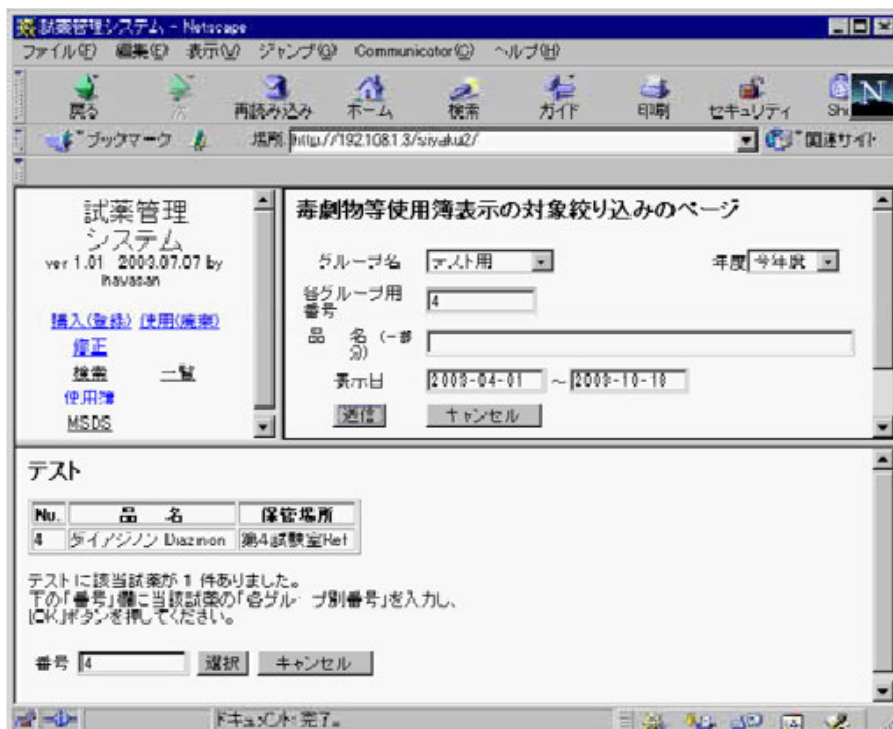 試薬管理システム - Netscape
ファイル(F) 編集(E) 表示(V) ジャンプ(G) Communicator(C) ヘルプ(H)
戻る 再読み込み ホーム 検索 ガイド 印刷 セキュリティ
ブックマーク 場所: http://192.108.1.3/siyaku2/ 関連サイト
試薬管理
システム
ver 1.01 2003.07.07 by
購入(登録) 使用(廃棄)
修正
検索 一覧
使用簿
MSDS
毒劇物等使用簿表示の対象絞り込みのページ
グループ名 テスト用 年度 今年度
各グループ用
番号 4
品 名 (一部
分)
表示日 2003-04-01 ～ 2003-10-18
送信 キャンセル
テスト
Nu. 品 名 保管場所
4 ダイアジノン Diazinon 第4試験室Ref
テストに該当試薬が 1 件ありました。
下の「番号」欄に当該試薬の「各グループ別番号」を入力し、
[OK]ボタンを押してください。
番号 4 選択 キャンセル
ドキュメント: 完了。